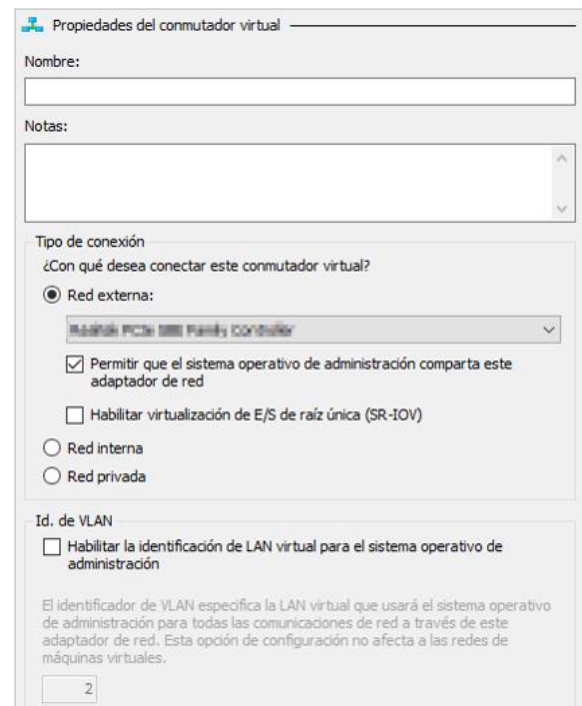 Propiedades del conmutador virtual
Nombre:
Notas:
Tipo de conexión
¿Con qué desea conectar este conmutador virtual?
Red externa:
Permitir que el sistema operativo de administración comparta este
adaptador de red
Habilitar virtualización de E/S de raíz única (SR-IOV)
Red interna
Red privada
Id. de VLAN
Habilitar la identificación de LAN virtual para el sistema operativo de
administración
El identificador de VLAN especifica la LAN virtual que usará el sistema operativo
de administración para todas las comunicaciones de red a través de este
adaptador de red. Esta opción de configuración no afecta a las redes de
máquinas virtuales.
2